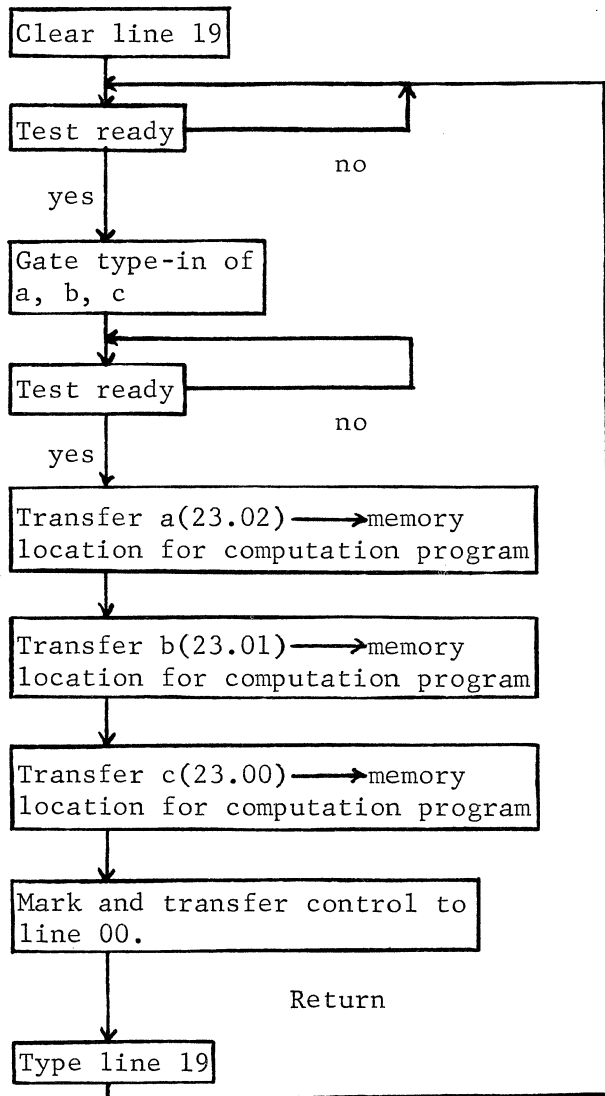 Clear line 19
Test ready
no
yes
Gate type-in of
a, b, c
Test ready
no
yes
Transfer a(23.02)⟶memory
location for computation program
Transfer b(23.01)⟶memory
location for computation program
Transfer c(23.00)⟶memory
location for computation program
Mark and transfer control to
line 00.
Return
Type line 19